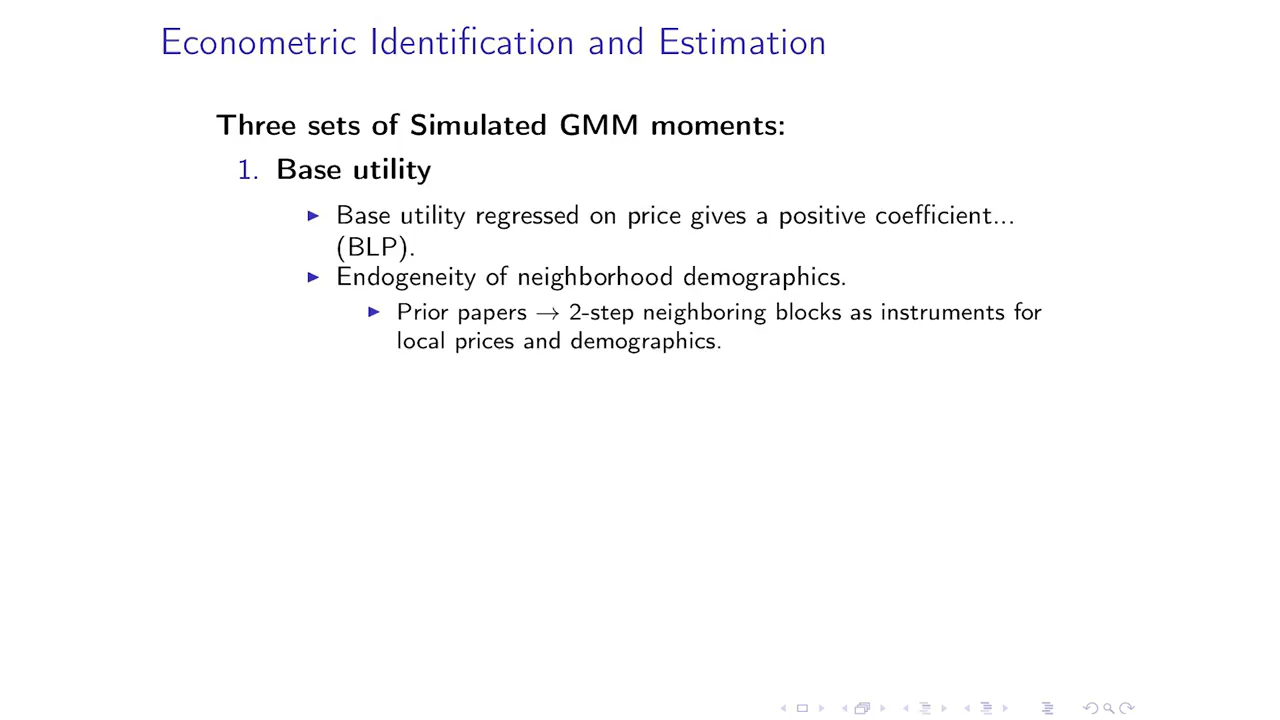 Econometric Identification and Estimation
Three sets of Simulated GMM moments:
1. Base utility
Base utility regressed on price gives a positive coefficient...
(BLP).
Endogeneity of neighborhood demographics.
Prior papers → 2-step neighboring blocks as instruments for
local prices and demographics.